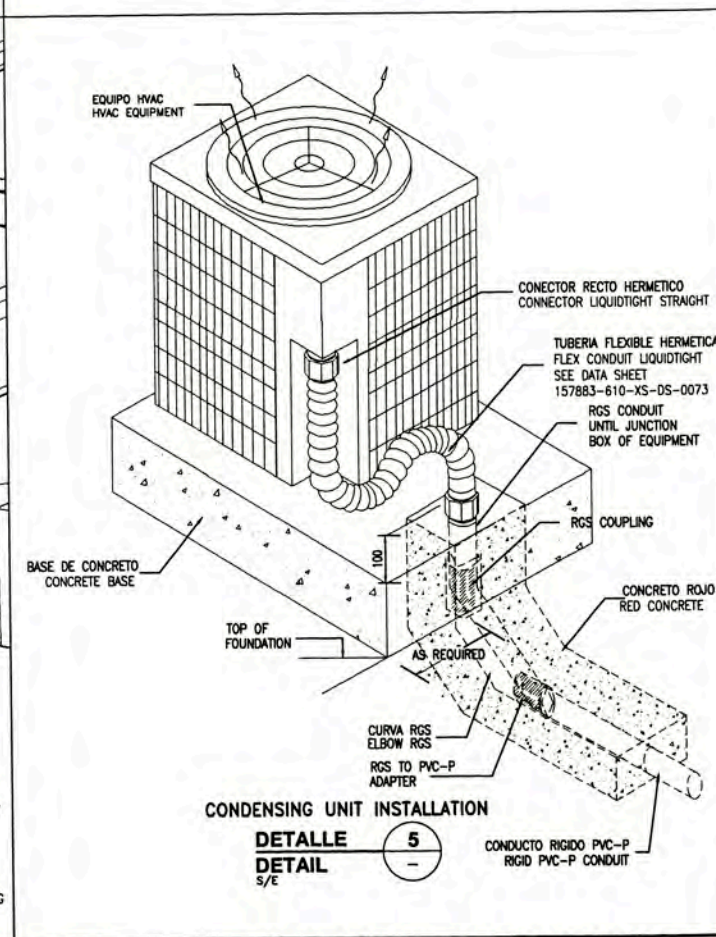 EQUIPO HVAC
HVAC EQUIPMENT
CONECTOR RECTO HERMETICO
CONNECTOR LIQUIDTIGHT STRAIGHT
TUBERIA FLEXIBLE HERMETICA
FLEX CONDUIT LIQUIDTIGHT
SEE DATA SHEET
157883-610-XS-DS-0073
RGS CONDUIT
UNTIL JUNCTION
BOX OF EQUIPMENT
RGS COUPLING
100
BASE DE CONCRETO
CONCRETE BASE
CONCRETO ROJO
RED CONCRETE
TOP OF
FOUNDATION
AS REQUIRED
CURVA RGS
ELBOW RGS
RGS TO PVC-P
ADAPTER
CONDENSING UNIT INSTALLATION
DETALLE 5
DETAIL -
S/E
CONDUCTO RIGIDO PVC-P
RIGID PVC-P CONDUIT
G